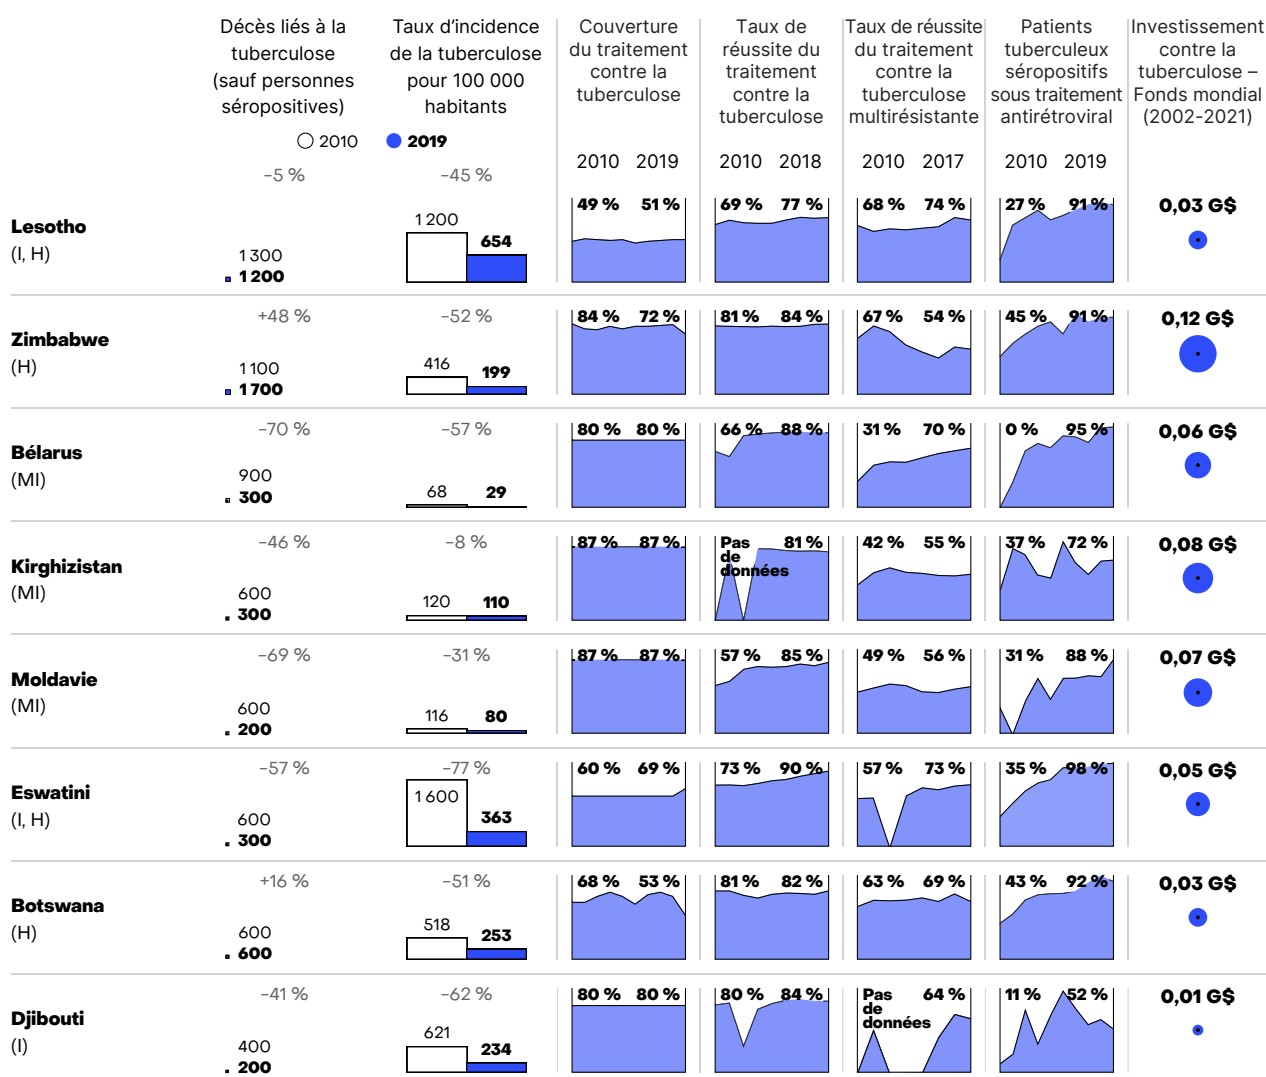 Décès liés à la
tuberculose
(sauf personnes
séropositives)
Taux d’incidence
de la tuberculose
pour 100 000
habitants
Couverture
du traitement
contre la
tuberculose
Taux de
réussite du
traitement
contre la
tuberculose
Taux de réussite
du traitement
contre la
tuberculose
multirésistante
Patients
tuberculeux
séropositifs
sous traitement
antirétroviral
Investissement
contre la
tuberculose –
Fonds mondial
(2002-2021)
2010 2019
2010 2019 2010 2018 2010 2017 2010 2019
−5 % −45 %
Lesotho
(I, H)
1 300
1 200
1 200 654
49 % 51 % 69 % 77 % 68 % 74 % 27 % 91 % 0,03 G$
+48 % −52 %
Zimbabwe
(H)
1 100
1 700
416 199
84 % 72 % 81 % 84 % 67 % 54 % 45 % 91 % 0,12 G$
−70 % −57 %
Bélarus
(MI)
900
300
68 29
80 % 80 % 66 % 88 % 31 % 70 % 0 % 95 % 0,06 G$
−46 % −8 %
Kirghizistan
(MI)
600
300
120 110
87 % 87 % Pas 81 % 42 % 55 % 37 % 72 % 0,08 G$
de
données
−69 % −31 %
Moldavie
(MI)
600
200
116 80
87 % 87 % 57 % 85 % 49 % 56 % 31 % 88 % 0,07 G$
−57 % −77 %
Eswatini
(I, H)
600
300
1 600 363
60 % 69 % 73 % 90 % 57 % 73 % 35 % 98 % 0,05 G$
+16 % −51 %
Botswana
(H)
600
600
518 253
68 % 53 % 81 % 82 % 63 % 69 % 43 % 92 % 0,03 G$
−41 % −62 %
Djibouti
(I)
400
200
621 234
80 % 80 % 80 % 84 % Pas 64 % 11 % 52 % 0,01 G$
de
données